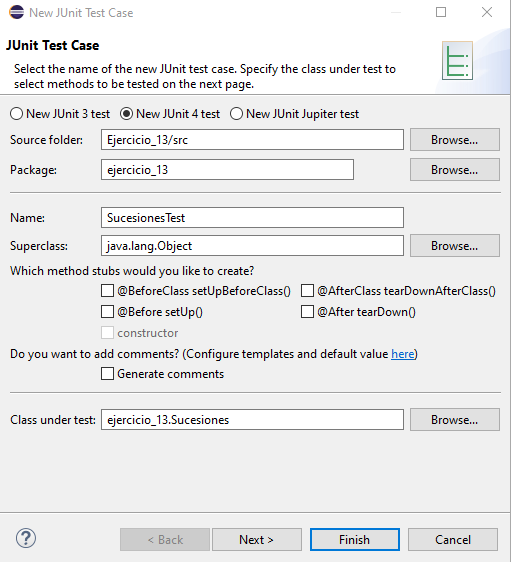 New JUnit Test Case
JUnit Test Case
Select the name of the new JUnit test case. Specify the class under test to
select methods to be tested on the next page.
New JUnit 3 test New JUnit 4 test New JUnit Jupiter test
Source folder: Ejercicio_13/src Browse...
Package: ejercicio_13 Browse...
Name: SucesionesTest
Superclass: java.lang.Object Browse...
Which method stubs would you like to create?
@BeforeClass setUpBeforeClass() @AfterClass tearDownAfterClass()
@Before setUp() @After tearDown()
constructor
Do you want to add comments? (Configure templates and default value here)
Generate comments
Class under test: ejercicio_13.Sucesiones Browse...
? < Back Next > Finish Cancel